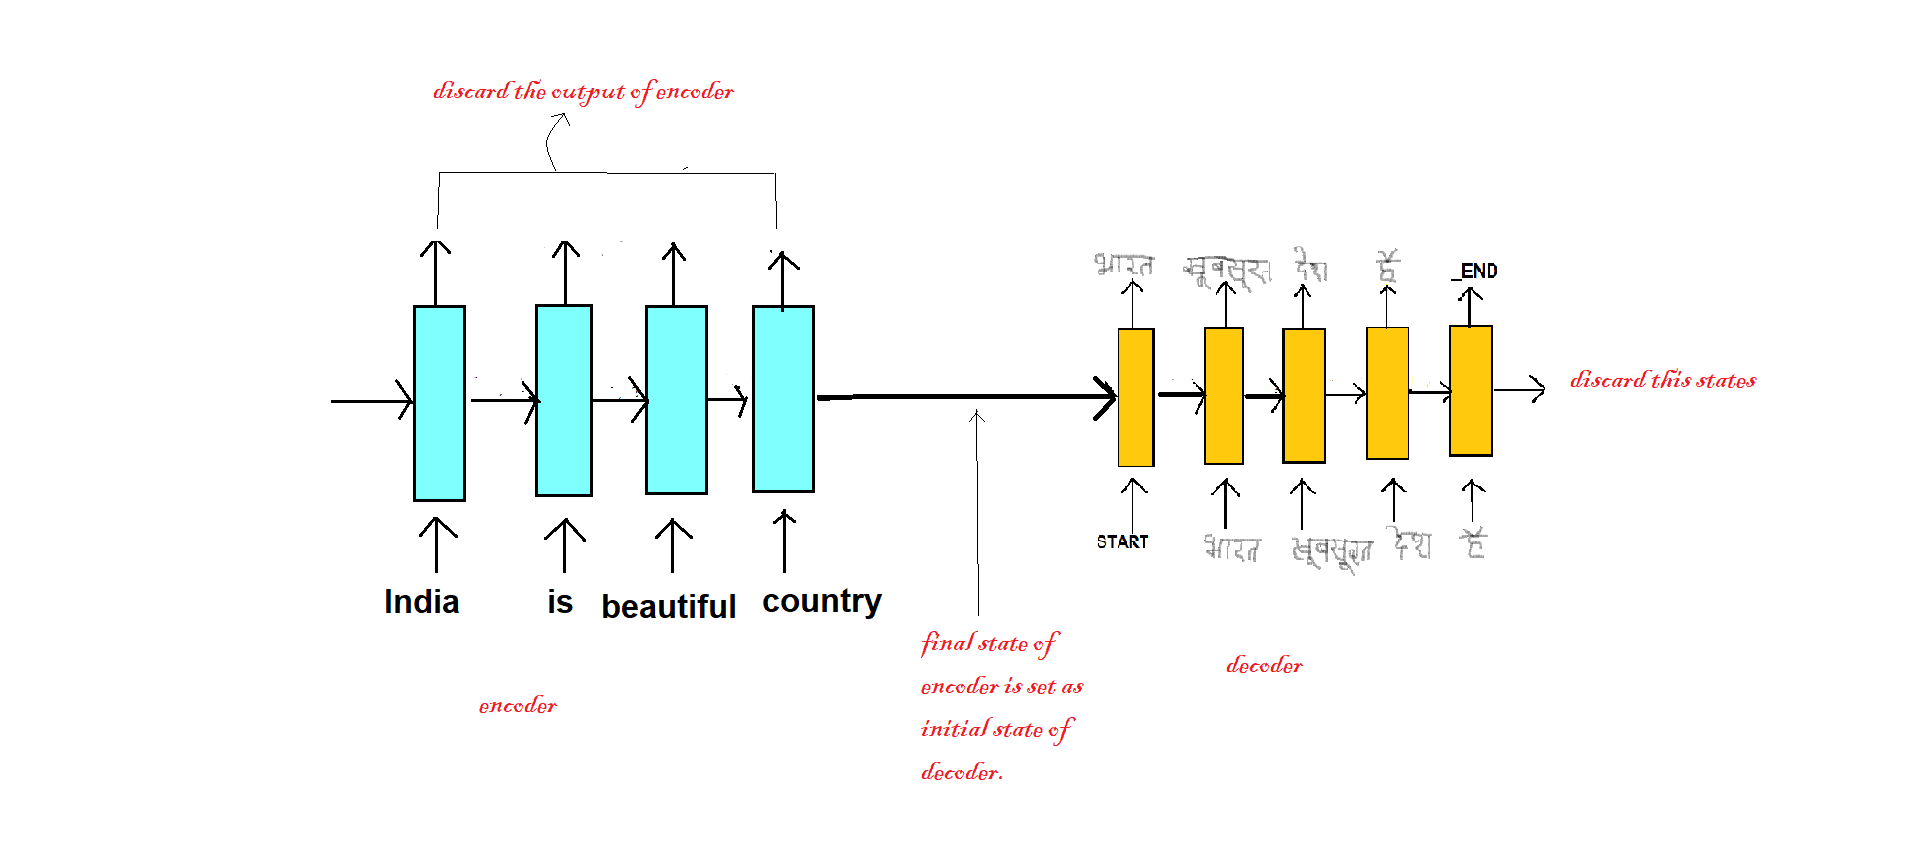 discard the output of encoder
भारत खूबसूरत देश है _END
discard this states
START भारत खूबसूरत देश है
India is beautiful country
final state of
encoder is set as
initial state of
decoder.
decoder
encoder